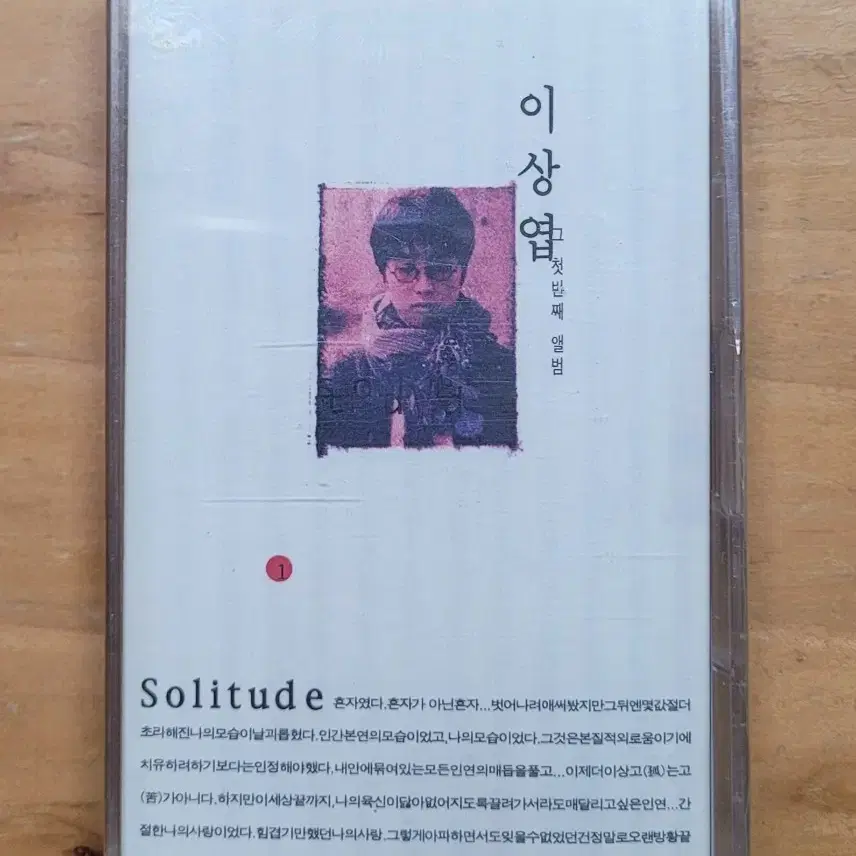 이상엽
그 첫번째 앨범
1
Solitude 혼자였다.혼자가 아닌혼자...벗어나려애써봤지만그뒤엔몇값절더
초라해진나의모습이날괴롭혔다.인간본연의모습이었고,나의모습이었다.그것은본질적외로움이기에
치유하려하기보다는인정해야했다.내안에묶여있는모든인연의매듭을풀고...이제더이상고(孤)는고
(苦)가아니다.하지만이세상끝까지,나의육신이닳아없어지도록끌려가서라도매달리고싶은인연...간
절한나의사랑이었다.힘겹기만했던나의사랑.그렇게아파하면서도잊을수없었던건정말로오랜방황끝